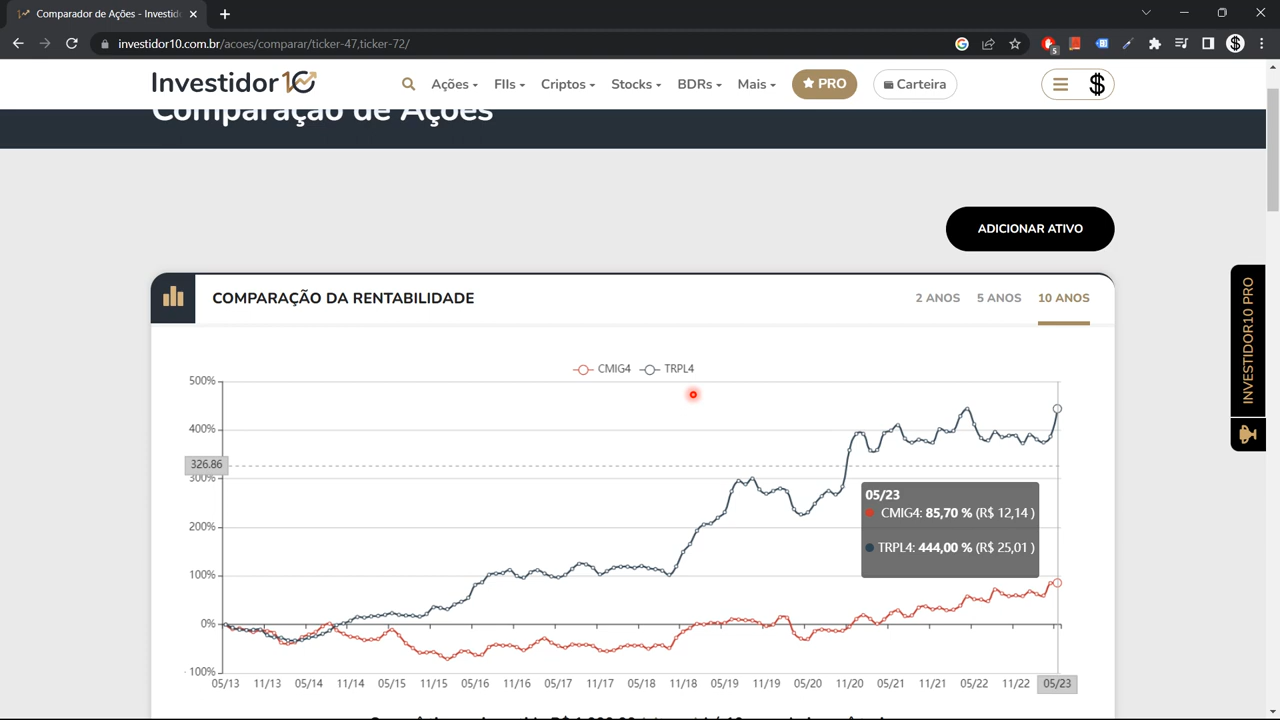 Comparador de Ações - Investid
investidor10.com.br/acoes/comparar/ticker-47,ticker-72/
5
Investidor10
Ações FIIs Criptos Stocks BDRs Mais PRO Carteira
Comparação de Ações
ADICIONAR ATIVO
INVESTIDOR10 PRO
COMPARAÇÃO DA RENTABILIDADE
2 ANOS 5 ANOS 10 ANOS
CMIG4 TRPL4
500%
400%
326.86
300%
200%
100%
0%
-100%
05/23
CMIG4: 85,70 % (R$ 12,14 )
TRPL4: 444,00 % (R$ 25,01 )
05/13 11/13 05/14 11/14 05/15 11/15 05/16 11/16 05/17 11/17 05/18 11/18 05/19 11/19 05/20 11/20 05/21 11/21 05/22 11/22 05/23